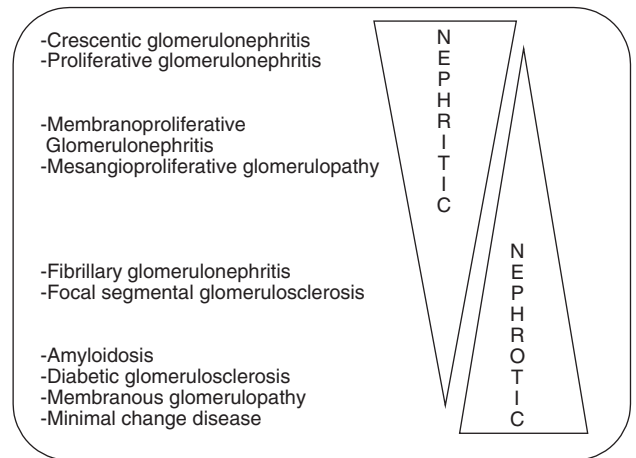 -Crescentic glomerulonephritis
-Proliferative glomerulonephritis
-Membranoproliferative
Glomerulonephritis
-Mesangioproliferative glomerulopathy
-Fibrillary glomerulonephritis
-Focal segmental glomerulosclerosis
-Amyloidosis
-Diabetic glomerulosclerosis
-Membranous glomerulopathy
-Minimal change disease
NEPHRITIC
NEPHROTIC